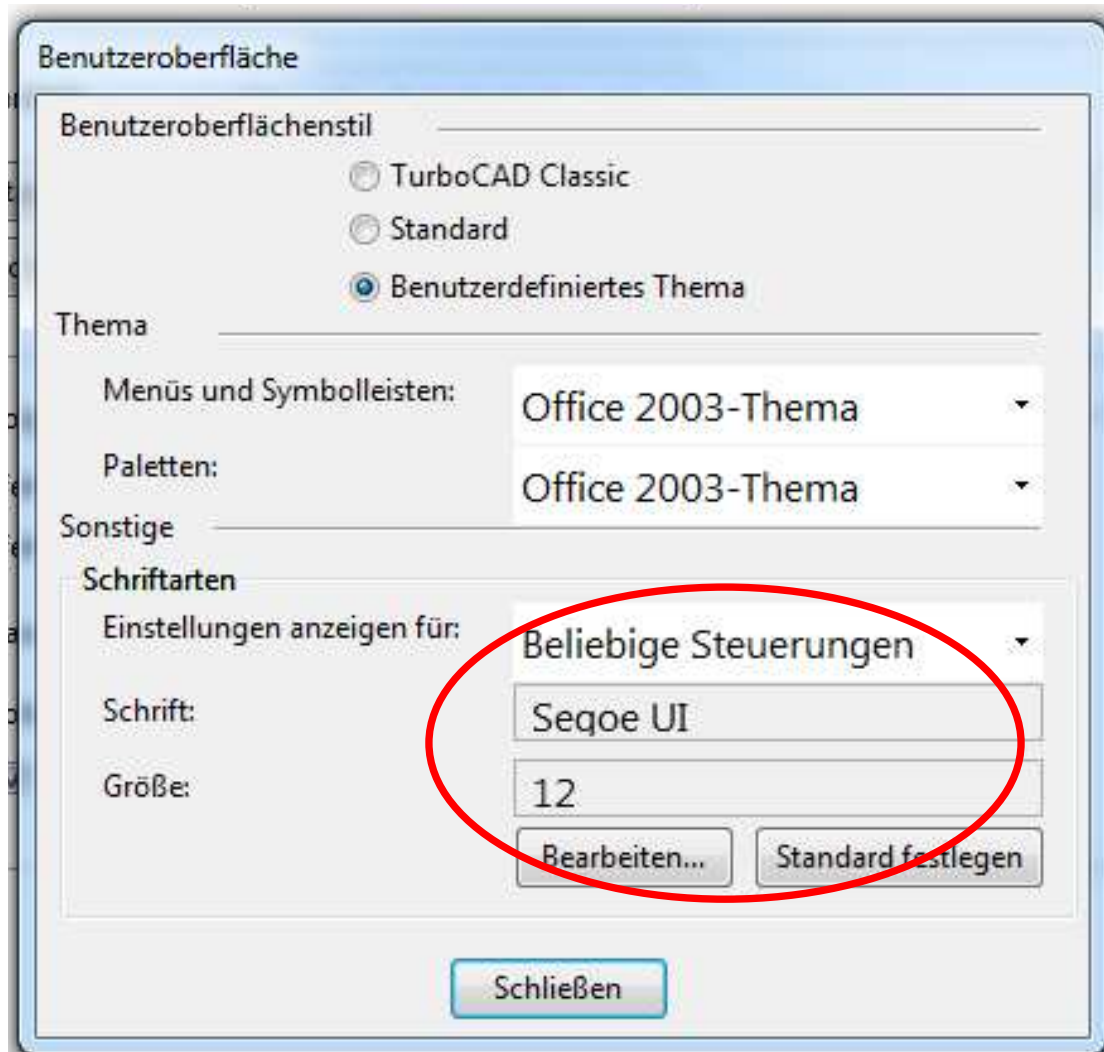 Benutzeroberfläche
Benutzeroberflächenstil
TurboCAD Classic
Standard
Benutzerdefiniertes Thema
Thema
Menüs und Symbolleisten: Office 2003-Thema
Paletten: Office 2003-Thema
Sonstige
Schriftarten
Einstellungen anzeigen für: Beliebige Steuerungen
Schrift: Segoe UI
Größe: 12
Bearbeiten... Standard festlegen
Schließen